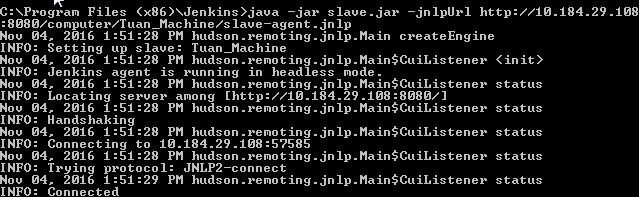 C:\Program Files (x86)\Jenkins>java -jar slave.jar -jnlpUrl http://10.184.29.108
:8080/computer/Tuan_Machine/slave-agent.jnlp
Nov 04, 2016 1:51:28 PM hudson.remoting.jnlp.Main createEngine
INFO: Setting up slave: Tuan_Machine
Nov 04, 2016 1:51:28 PM hudson.remoting.jnlp.Main$CuiListener <init>
INFO: Jenkins agent is running in headless mode.
Nov 04, 2016 1:51:28 PM hudson.remoting.jnlp.Main$CuiListener status
INFO: Locating server among [http://10.184.29.108:8080/]
Nov 04, 2016 1:51:28 PM hudson.remoting.jnlp.Main$CuiListener status
INFO: Handshaking
Nov 04, 2016 1:51:28 PM hudson.remoting.jnlp.Main$CuiListener status
INFO: Connecting to 10.184.29.108:57585
Nov 04, 2016 1:51:28 PM hudson.remoting.jnlp.Main$CuiListener status
INFO: Trying protocol: JNLP2-connect
Nov 04, 2016 1:51:29 PM hudson.remoting.jnlp.Main$CuiListener status
INFO: Connected